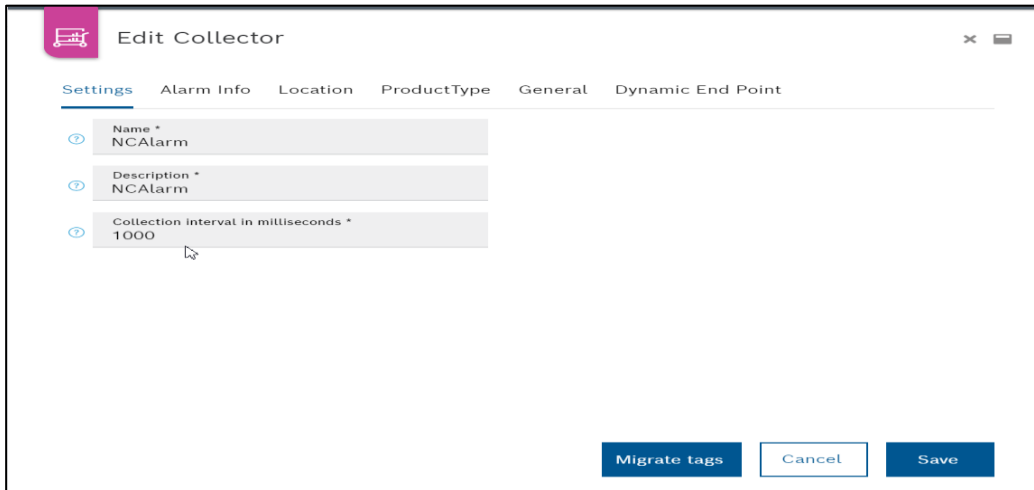 Edit Collector
Settings Alarm Info Location ProductType General Dynamic End Point
Name *
NCAlarm
Description *
NCAlarm
Collection interval in milliseconds *
1000
Migrate tags Cancel Save